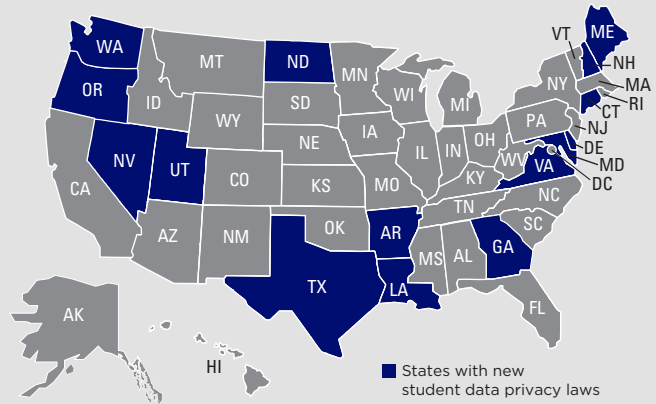 WA
OR
NV
CA
ID
MT
WY
UT
AZ
CO
NM
ND
SD
NE
KS
OK
TX
MN
IA
MO
AR
LA
WI
IL
MI
IN
OH
KY
TN
MS
AL
GA
FL
SC
NC
VA
WV
PA
NY
VT
ME
NH
MA
RI
CT
NJ
DE
MD
DC
AK
HI
States with new
student data privacy laws